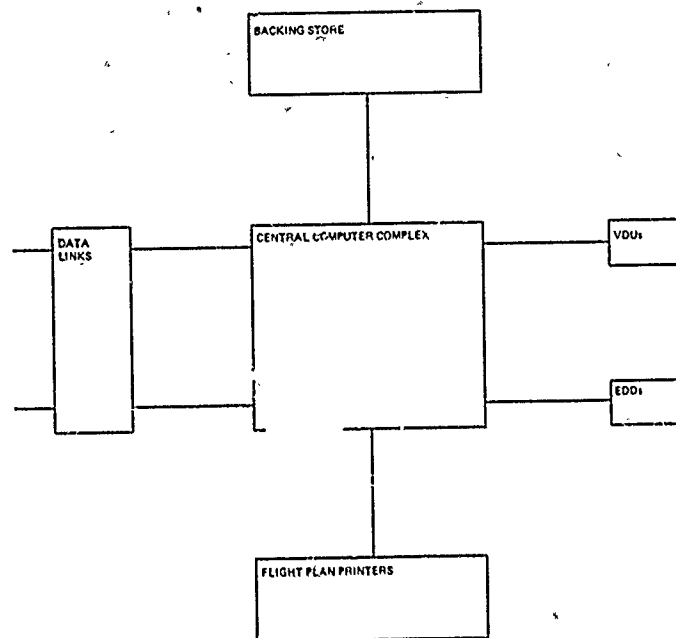 BACKING STORE
DATA
LINKS
CENTRAL COMPUTER COMPLEX
VDUs
EDDs
FLIGHT PLAN PRINTERS